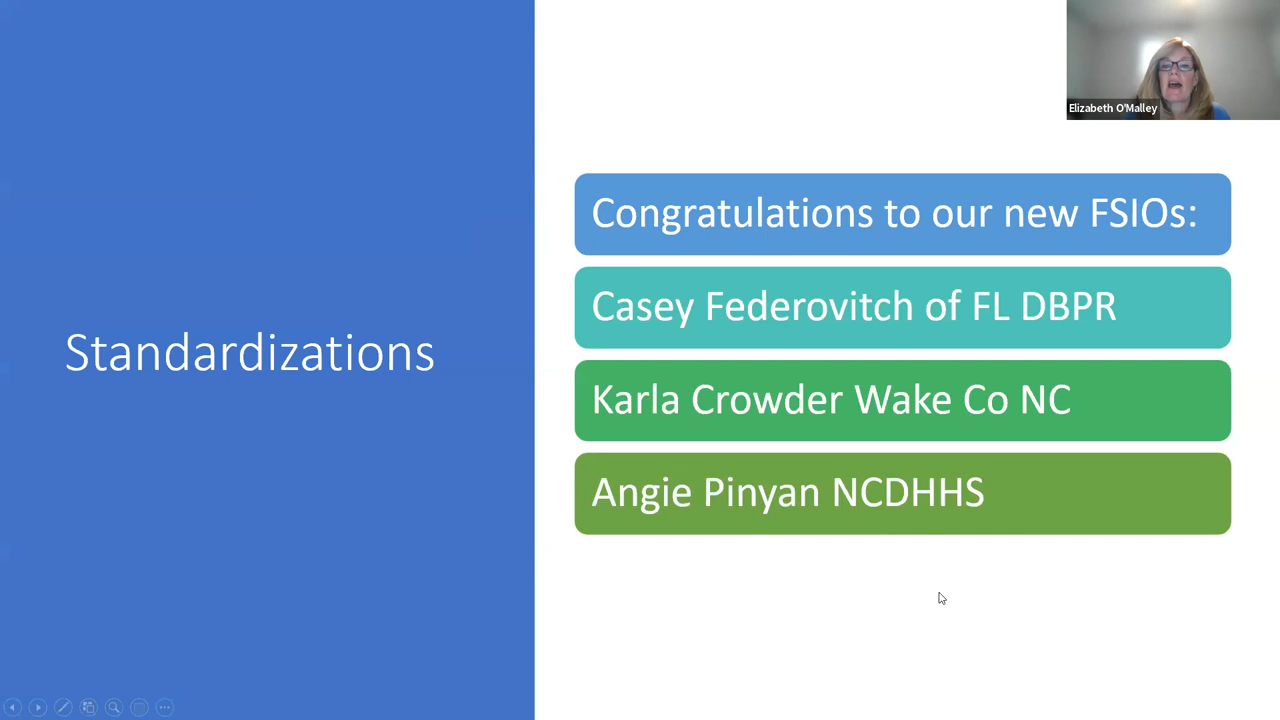 Elizabeth O'Malley
Congratulations to our new FSIOs:
Casey Federovitch of FL DBPR
Standardizations
Karla Crowder Wake Co NC
Angie Pinyan NCDHHS